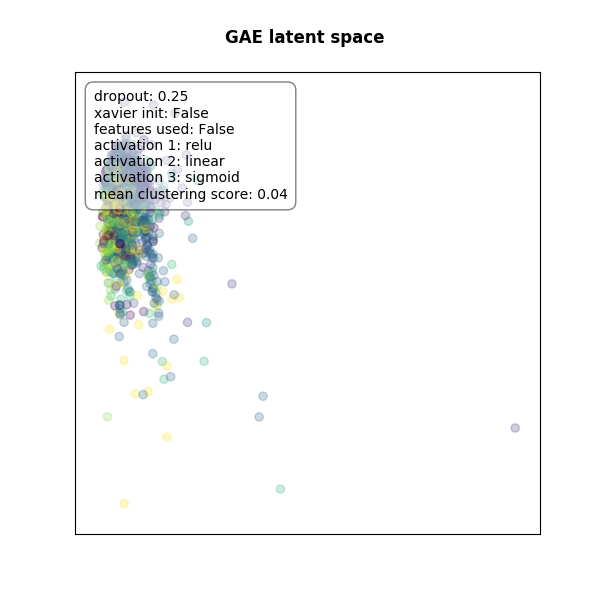 GAE latent space
dropout: 0.25
xavier init: False
features used: False
activation 1: relu
activation 2: linear
activation 3: sigmoid
mean clustering score: 0.04